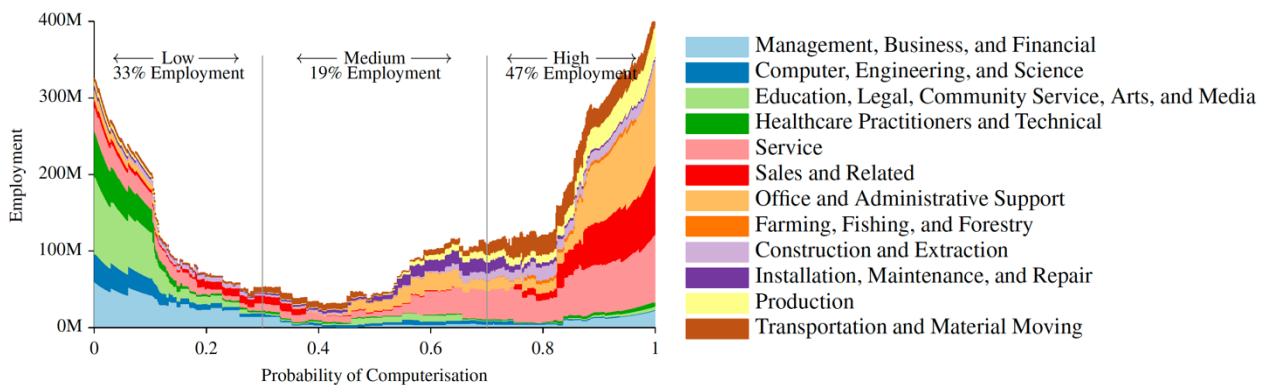 400M
300M
200M
100M
0M
Employment
Low
33% Employment
Medium
19% Employment
High
47% Employment
0
0.2
0.4
0.6
0.8
1
Probability of Computerisation
Management, Business, and Financial
Computer, Engineering, and Science
Education, Legal, Community Service, Arts, and Media
Healthcare Practitioners and Technical
Service
Sales and Related
Office and Administrative Support
Farming, Fishing, and Forestry
Construction and Extraction
Installation, Maintenance, and Repair
Production
Transportation and Material Moving